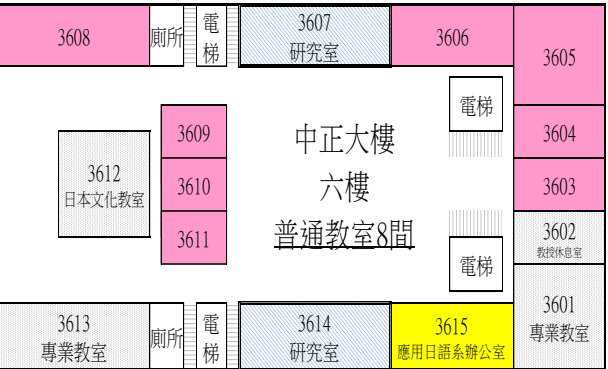 3608
廁所
電梯
3607
研究室
3606
3605
電梯
3609
中正大樓
3604
3612
日本文化教室
3610
六樓
3603
3611
普通教室8間
3602
教授休息室
電梯
3613
專業教室
廁所
電梯
3614
研究室
3615
應用日語系辦公室
3601
專業教室